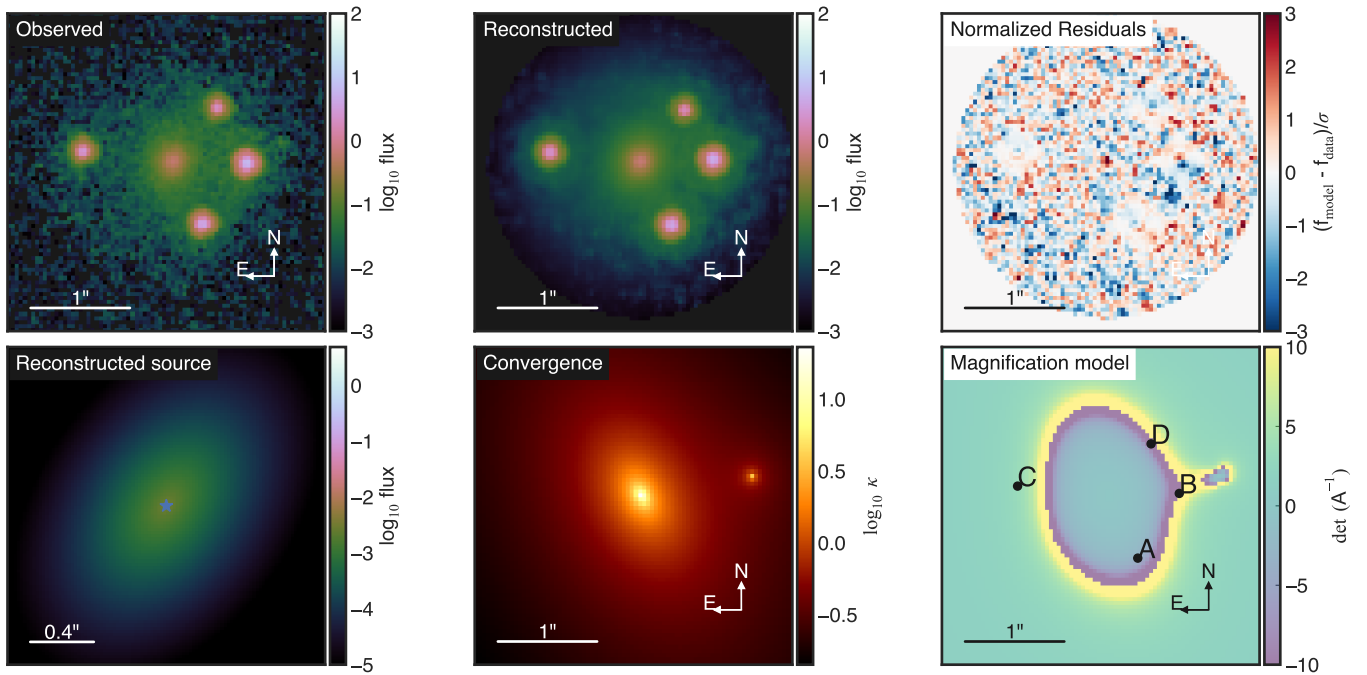 Observed
1"
N
E
2
1
0
−1
−2
−3
log₁₀ flux
Reconstructed
1"
N
E
2
1
0
−1
−2
−3
log₁₀ flux
Normalized Residuals
1"
3
2
1
0
−1
−2
−3
(f_model - f_data)/σ
Reconstructed source
0.4"
0
−1
−2
−3
−4
−5
log₁₀ flux
Convergence
1"
N
E
1.0
0.5
0.0
−0.5
log₁₀ κ
Magnification model
D
C
B
A
1"
N
E
10
5
0
−5
−10
det (A⁻¹)